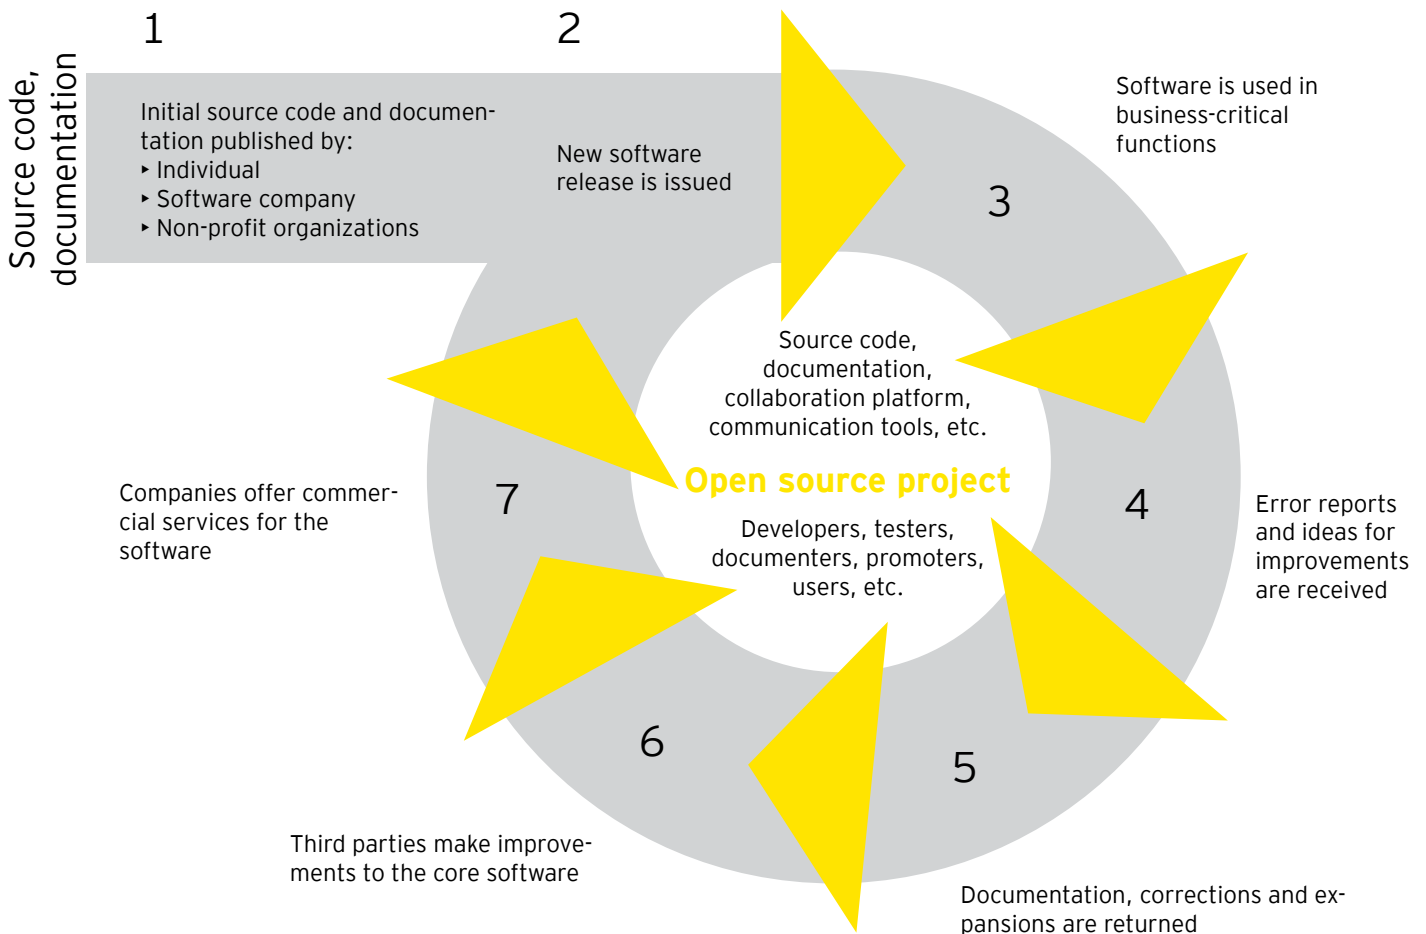 Source code,
documentation
1
Initial source code and documen-
tation published by:
‣ Individual
‣ Software company
‣ Non-profit organizations
2
New software
release is issued
3
Software is used in
business-critical
functions
4
Error reports
and ideas for
improvements
are received
5
Documentation, corrections and ex-
pansions are returned
6
Third parties make improve-
ments to the core software
7
Companies offer commer-
cial services for the
software
Source code,
documentation,
collaboration platform,
communication tools, etc.
Open source project
Developers, testers,
documenters, promoters,
users, etc.